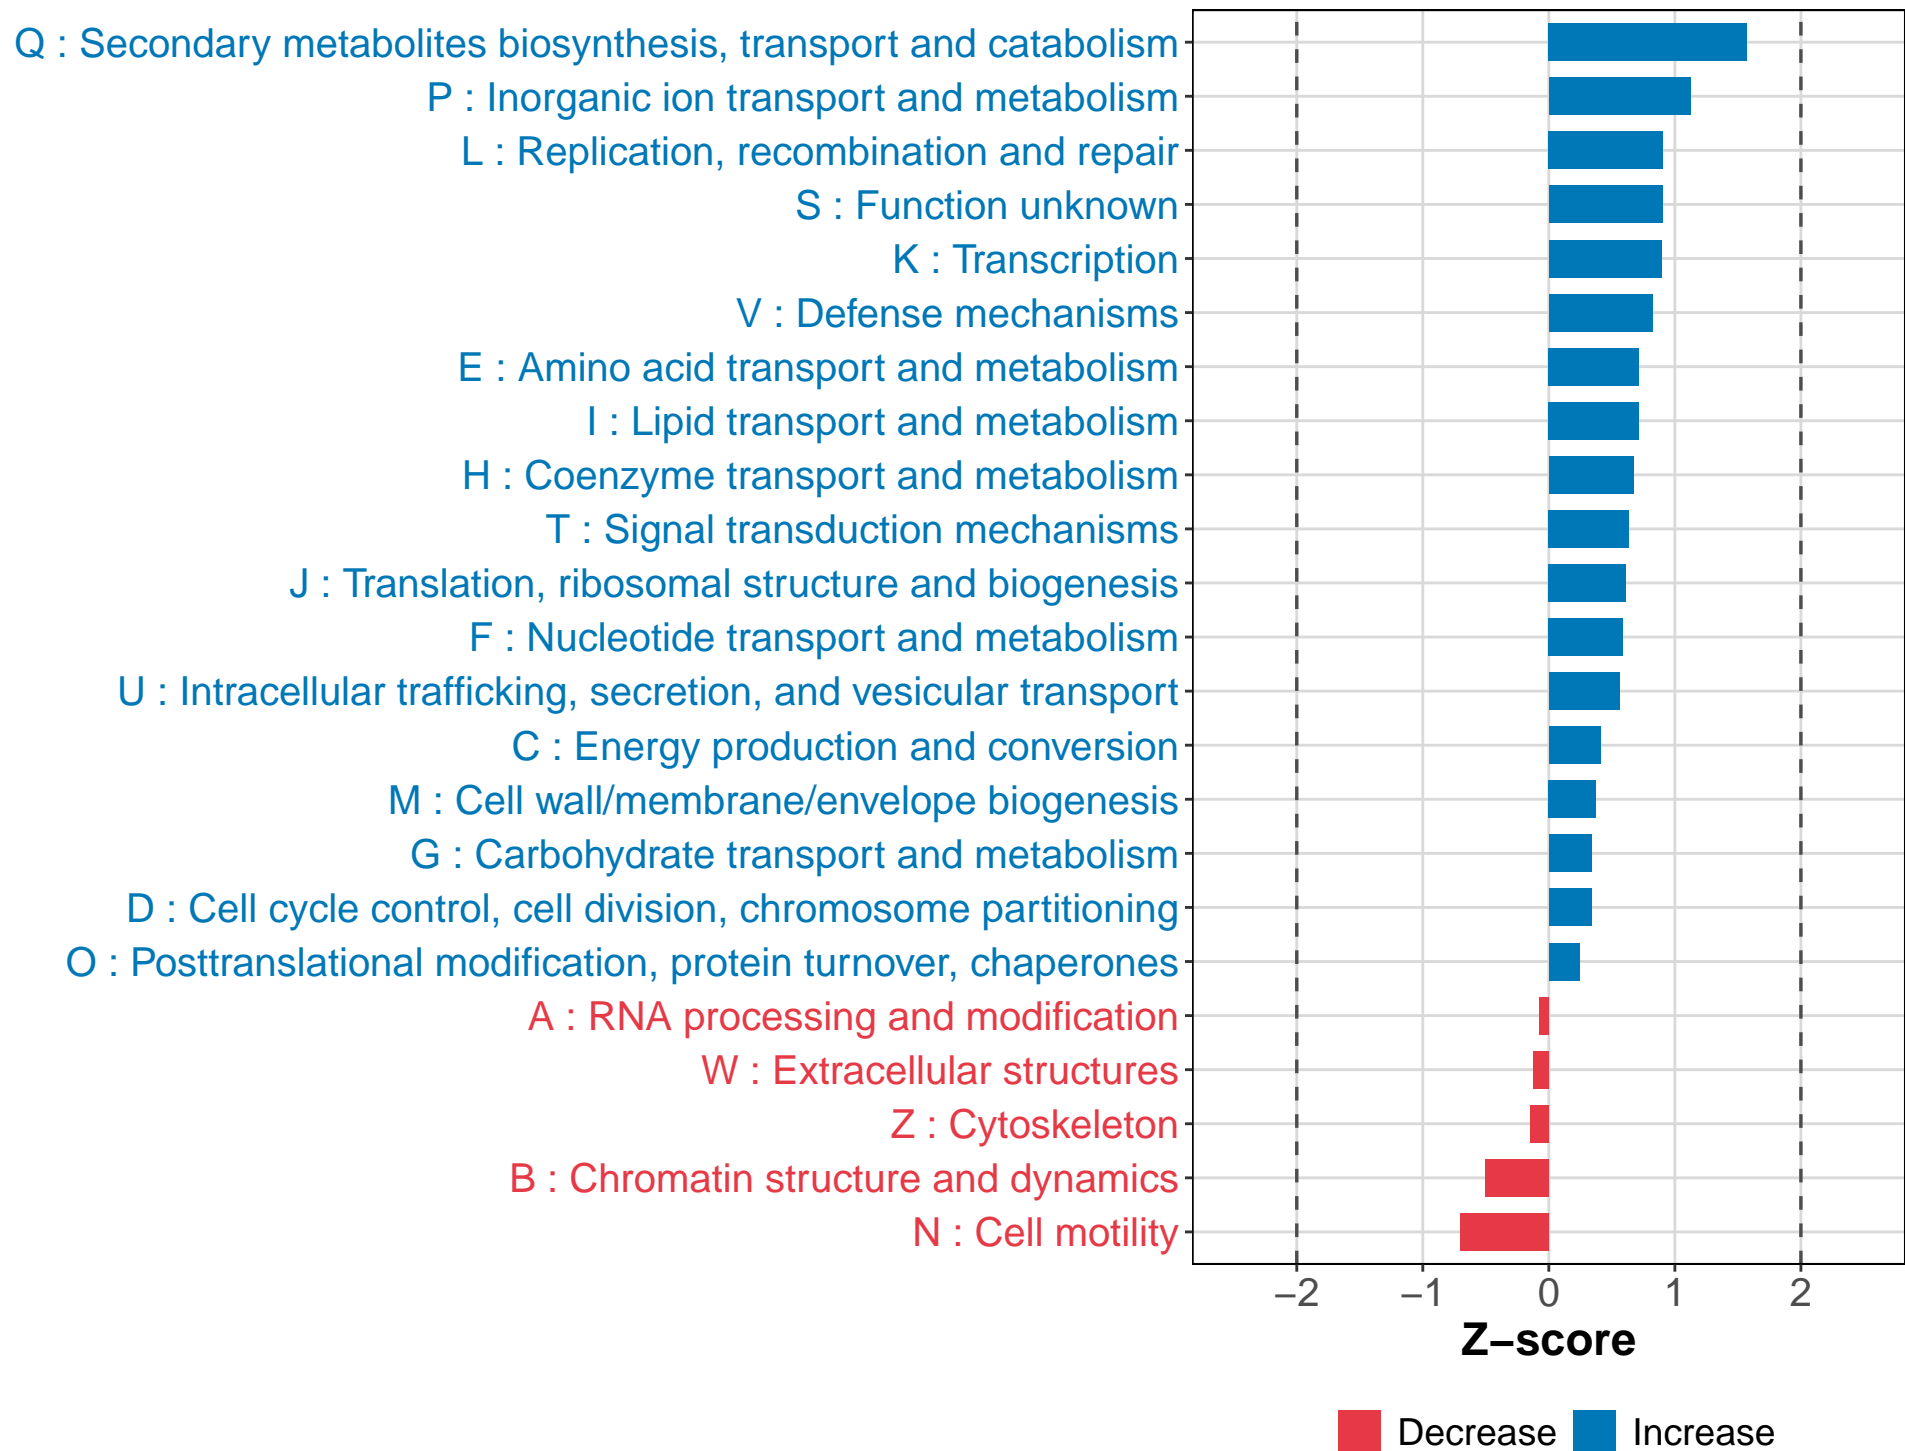 Q : Secondary metabolites biosynthesis, transport and catabolism
P : Inorganic ion transport and metabolism
L : Replication, recombination and repair
S : Function unknown
K : Transcription
V : Defense mechanisms
E : Amino acid transport and metabolism
I : Lipid transport and metabolism
H : Coenzyme transport and metabolism
T : Signal transduction mechanisms
J : Translation, ribosomal structure and biogenesis
F : Nucleotide transport and metabolism
U : Intracellular trafficking, secretion, and vesicular transport
C : Energy production and conversion
M : Cell wall/membrane/envelope biogenesis
G : Carbohydrate transport and metabolism
D : Cell cycle control, cell division, chromosome partitioning
O : Posttranslational modification, protein turnover, chaperones
A : RNA processing and modification
W : Extracellular structures
Z : Cytoskeleton
B : Chromatin structure and dynamics
N : Cell motility
−2 −1 0 1 2
Z−score
Decrease Increase